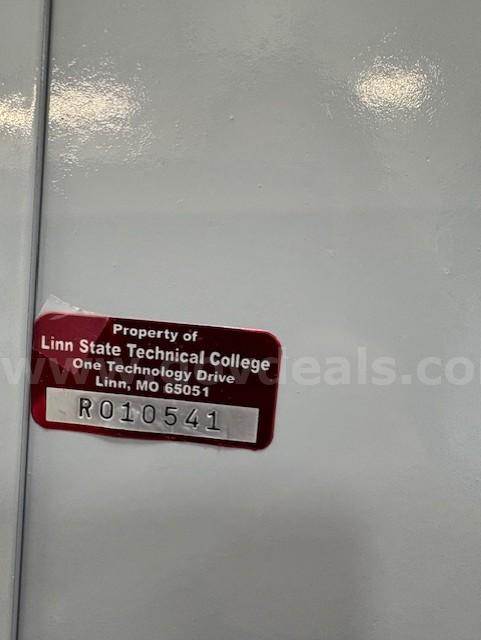 Property of
Linn State Technical College
One Technology Drive
Linn, MO 65051
R010541